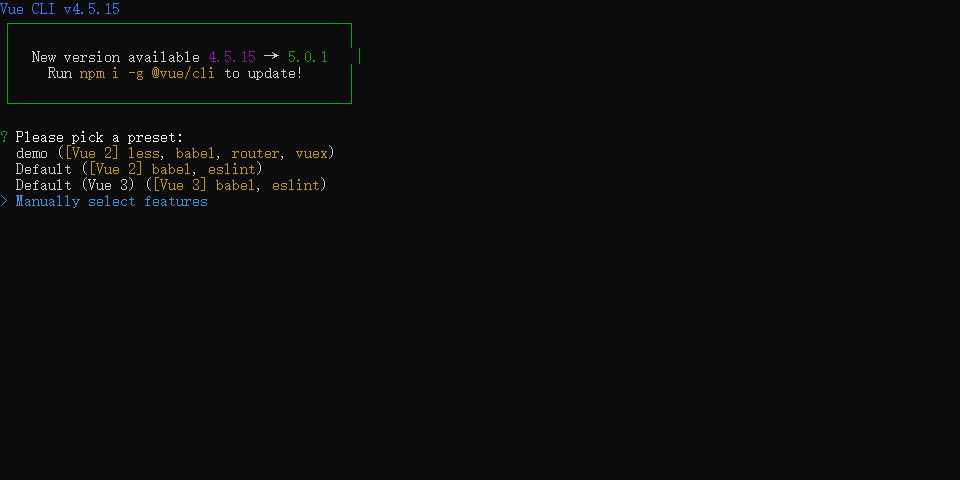 Vue CLI v4.5.15
New version available 4.5.15 → 5.0.1
Run npm i -g @vue/cli to update!
? Please pick a preset:
demo ([Vue 2] less, babel, router, vuex)
Default ([Vue 2] babel, eslint)
Default (Vue 3) ([Vue 3] babel, eslint)
> Manually select features